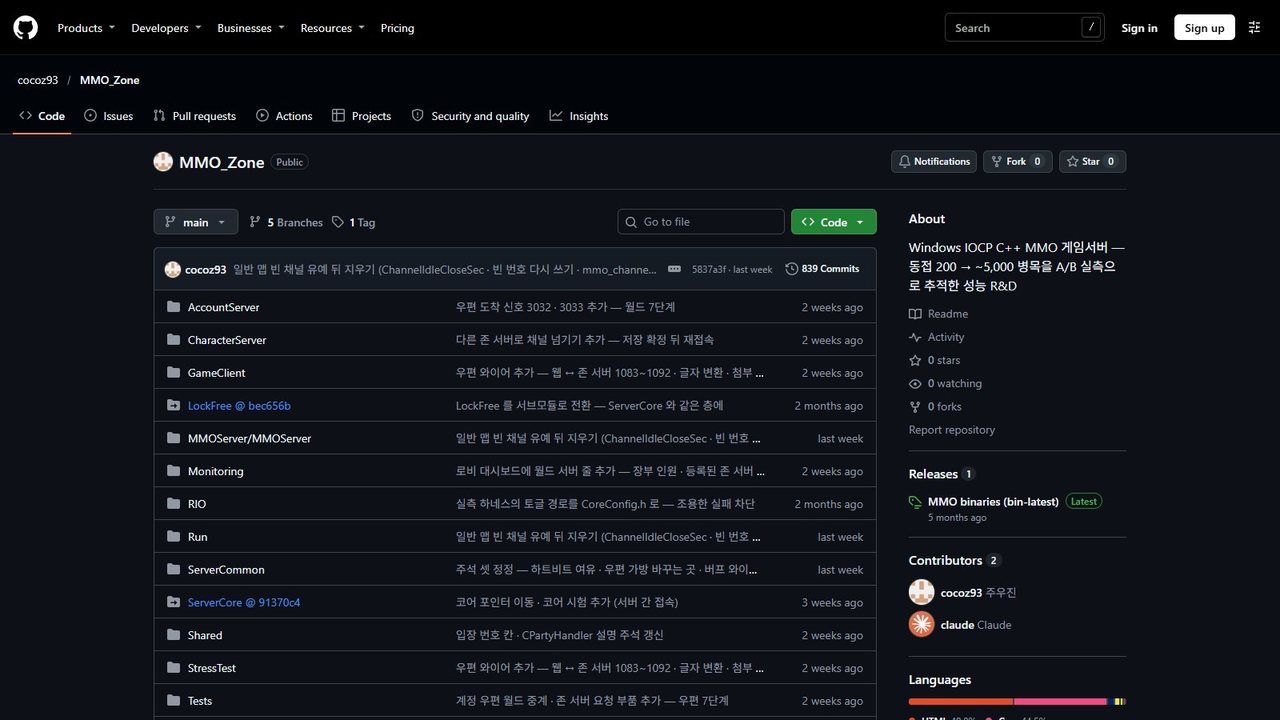 Products Developers Businesses Resources Pricing Search / Sign in Sign up
cocoz93 / MMO_Zone
Code Issues Pull requests Actions Projects Security and quality Insights
MMO_Zone Public Notifications Fork 0 Star 0
main 5 Branches 1 Tag Go to file Code
cocoz93 일반 맵 빈 채널 유예 뒤 지우기 (ChannelIdleCloseSec · 빈 번호 다시 쓰기 · mmo_channe... 5837a3f · last week 839 Commits
AccountServer 우편 도착 신호 3032 · 3033 추가 — 월드 7단계 2 weeks ago
CharacterServer 다른 존 서버로 채널 넘기기 추가 — 저장 확정 뒤 재접속 2 weeks ago
GameClient 우편 와이어 추가 — 웹 ↔ 존 서버 1083~1092 · 글자 변환 · 첨부 ... 2 weeks ago
LockFree @ bec656b LockFree 를 서브모듈로 전환 — ServerCore 와 같은 층에 2 months ago
MMOServer/MMOServer 일반 맵 빈 채널 유예 뒤 지우기 (ChannelIdleCloseSec · 빈 번호 ... last week
Monitoring 로비 대시보드에 월드 서버 줄 추가 — 장부 인원 · 등록된 존 서버 ... 2 weeks ago
RIO 실측 하네스의 토글 경로를 CoreConfig.h 로 — 조용한 실패 차단 2 months ago
Run 일반 맵 빈 채널 유예 뒤 지우기 (ChannelIdleCloseSec · 빈 번호 ... last week
ServerCommon 주석 셋 정정 — 하트비트 여유 · 우편 가방 바꾸는 곳 · 버프 와이... last week
ServerCore @ 91370c4 코어 포인터 이동 · 코어 시험 추가 (서버 간 접속) 3 weeks ago
Shared 입장 번호 칸 · CPartyHandler 설명 주석 갱신 2 weeks ago
StressTest 우편 와이어 추가 — 웹 ↔ 존 서버 1083~1092 · 글자 변환 · 첨부 ... 2 weeks ago
Tests 계정 우편 월드 중계 · 존 서버 요청 부품 추가 — 우편 7단계 2 weeks ago
About
Windows IOCP C++ MMO 게임서버 —
동접 200 → ~5,000 병목을 A/B 실측으
로 추적한 성능 R&D
Readme
Activity
0 stars
0 watching
0 forks
Report repository
Releases 1
MMO binaries (bin-latest) Latest
5 months ago
Contributors 2
cocoz93 주우진
claude Claude
Languages